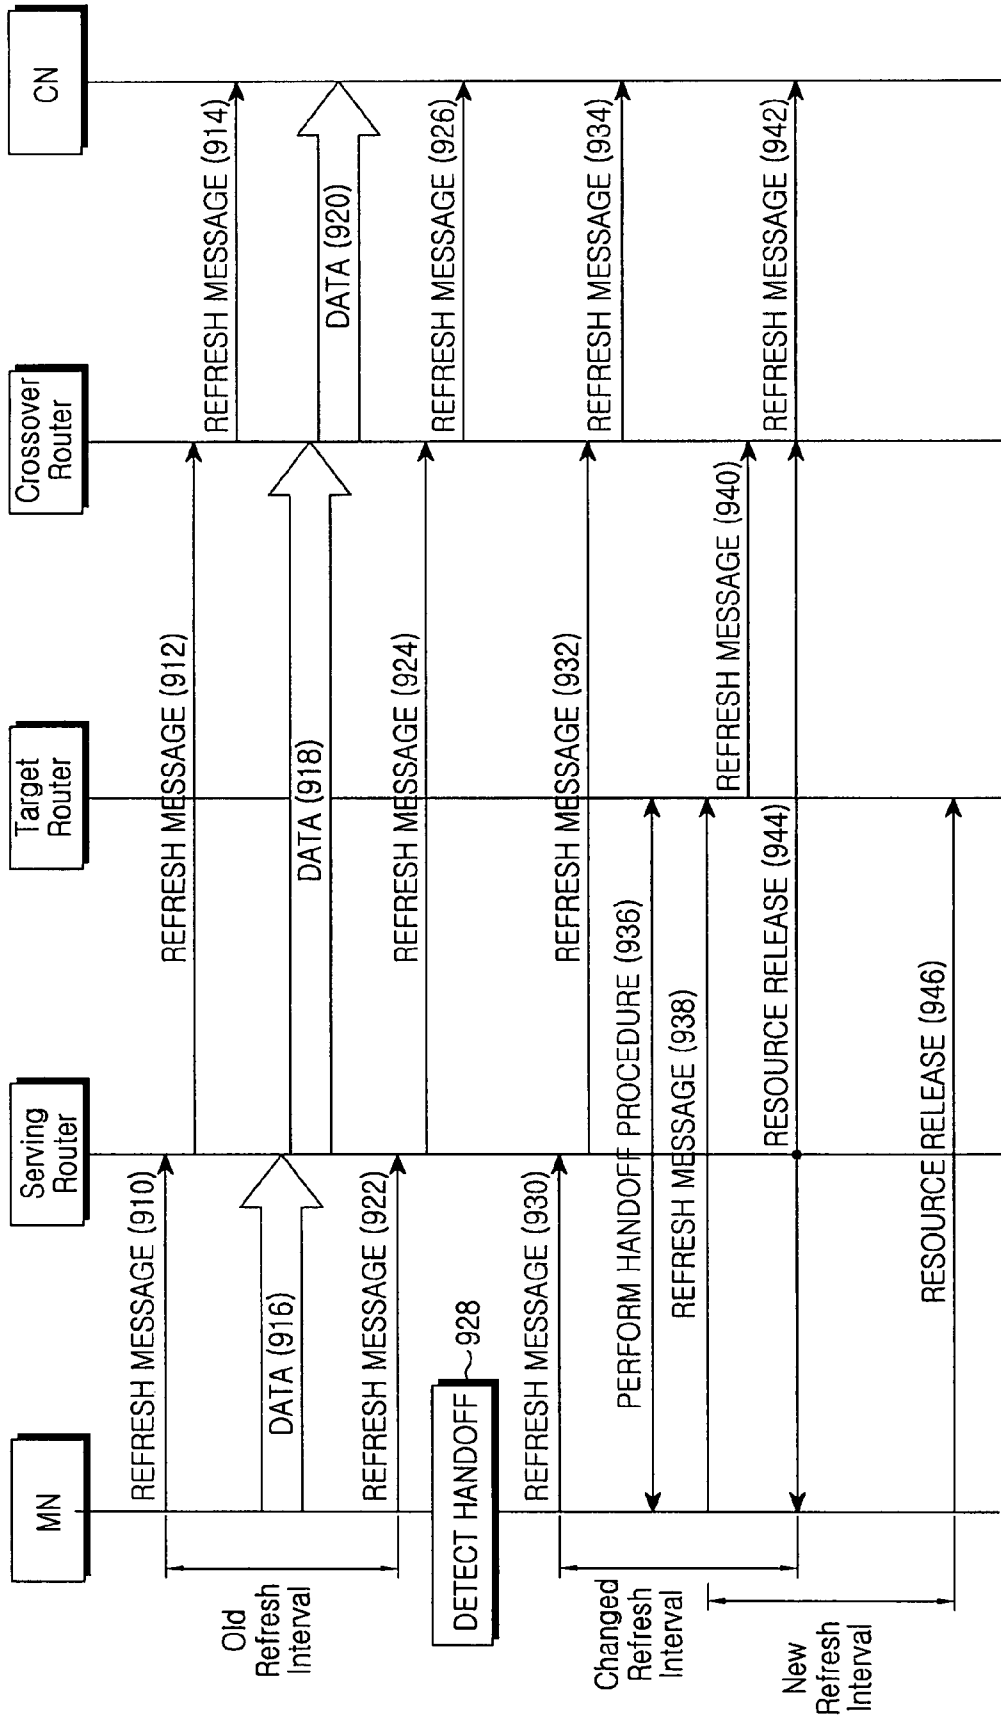 MN
Serving
Router
Target
Router
Crossover
Router
CN
REFRESH MESSAGE (910)
REFRESH MESSAGE (912)
REFRESH MESSAGE (914)
Old
Refresh
Interval
DATA (916)
DATA (918)
DATA (920)
REFRESH MESSAGE (922)
REFRESH MESSAGE (924)
REFRESH MESSAGE (926)
DETECT HANDOFF
928
REFRESH MESSAGE (930)
REFRESH MESSAGE (932)
REFRESH MESSAGE (934)
Changed
Refresh
Interval
PERFORM HANDOFF PROCEDURE (936)
REFRESH MESSAGE (938)
REFRESH MESSAGE (940)
REFRESH MESSAGE (942)
RESOURCE RELEASE (944)
New
Refresh
Interval
RESOURCE RELEASE (946)